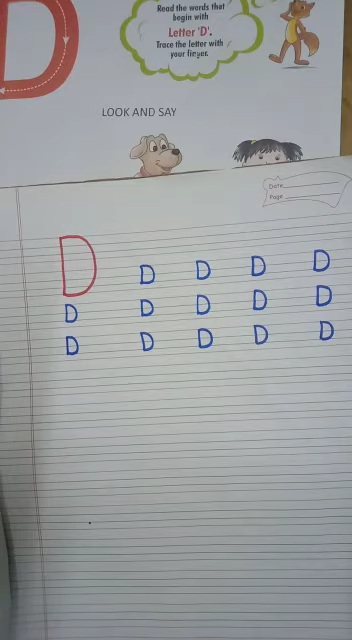 D
Read the words that
begin with
Letter 'D'.
Trace the letter with
your finger.
LOOK AND SAY
Date
Page
D D D D D
D D D D D
D D D D D